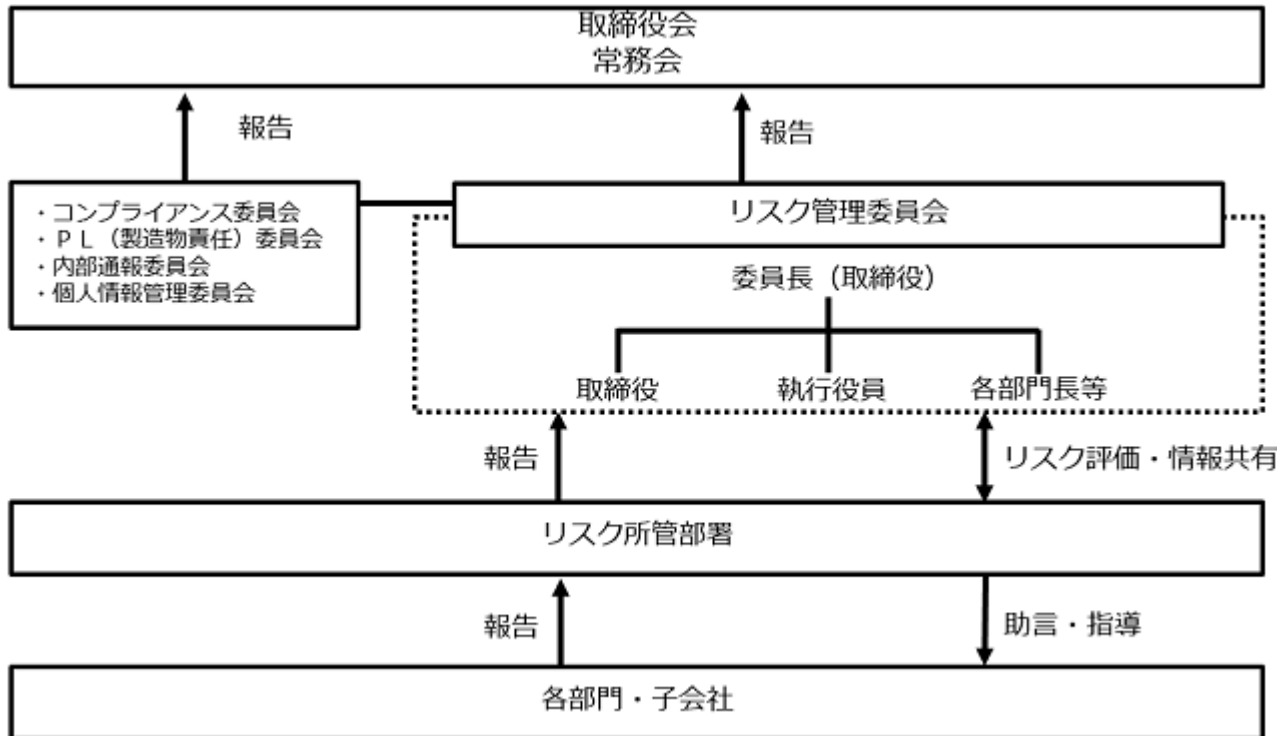 取締役会
常務会
報告
報告
・コンプライアンス委員会
・ＰＬ（製造物責任）委員会
・内部通報委員会
・個人情報管理委員会
リスク管理委員会
委員長（取締役）
取締役
執行役員
各部門長等
報告
リスク評価・情報共有
リスク所管部署
報告
助言・指導
各部門・子会社